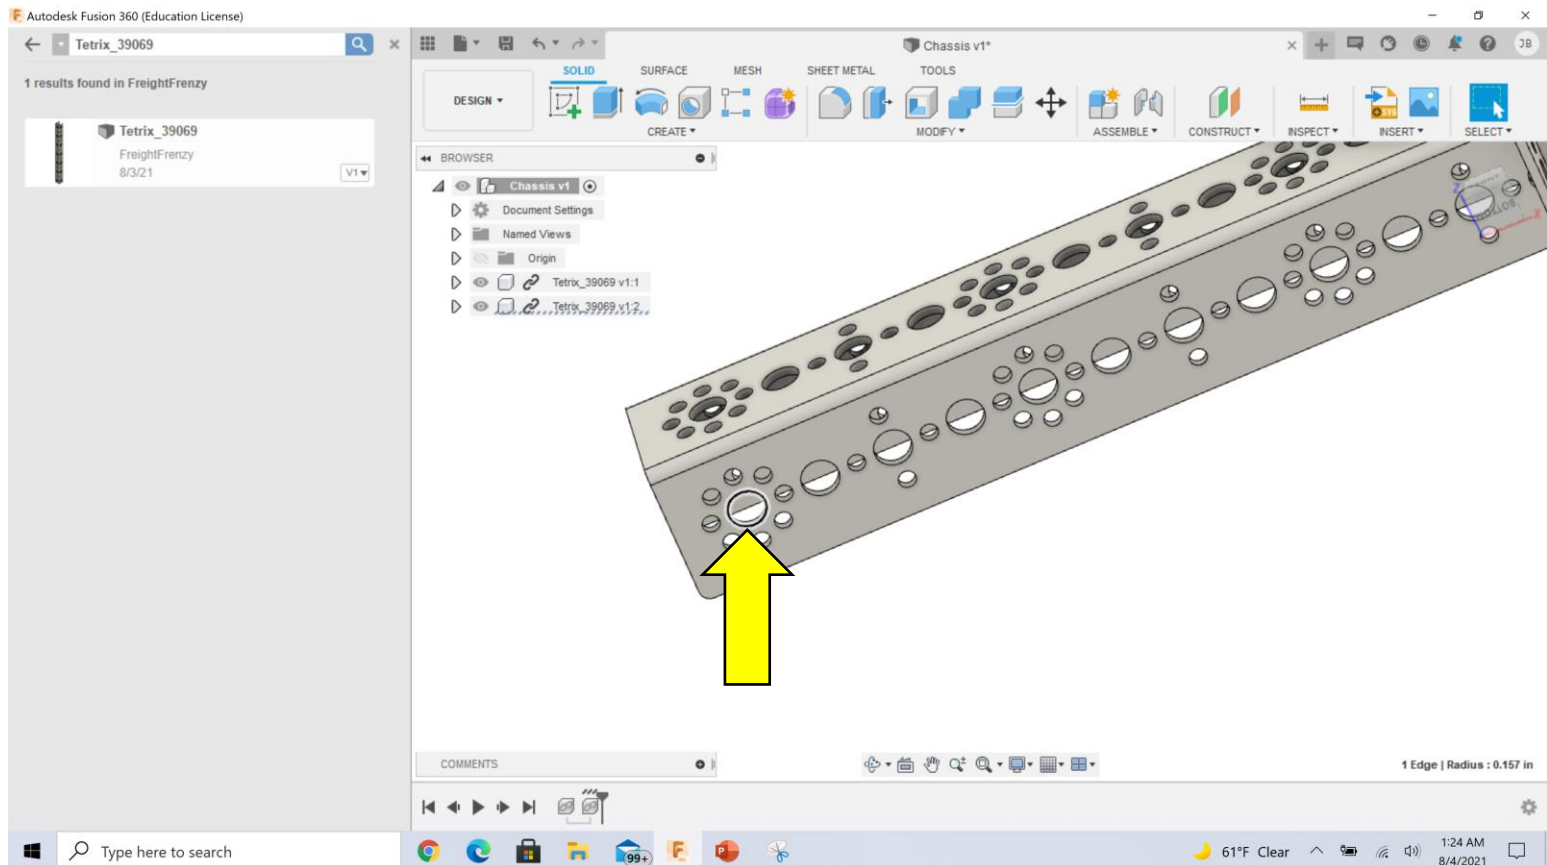 Autodesk Fusion 360 (Education License)
Tetrix_39069
1 results found in FreightFrenzy
Tetrix_39069
FreightFrenzy
8/3/21
V1
Chassis v1*
JB
SOLID SURFACE MESH SHEET METAL TOOLS
DESIGN
CREATE MODIFY ASSEMBLE CONSTRUCT INSPECT INSERT SELECT
BROWSER
Chassis v1
Document Settings
Named Views
Origin
Tetrix_39069 v1:1
Tetrix_39069 v1:2
Z
BOTTOM
X
COMMENTS
1 Edge | Radius : 0.157 in
Type here to search
99+
61°F Clear
1:24 AM
8/4/2021